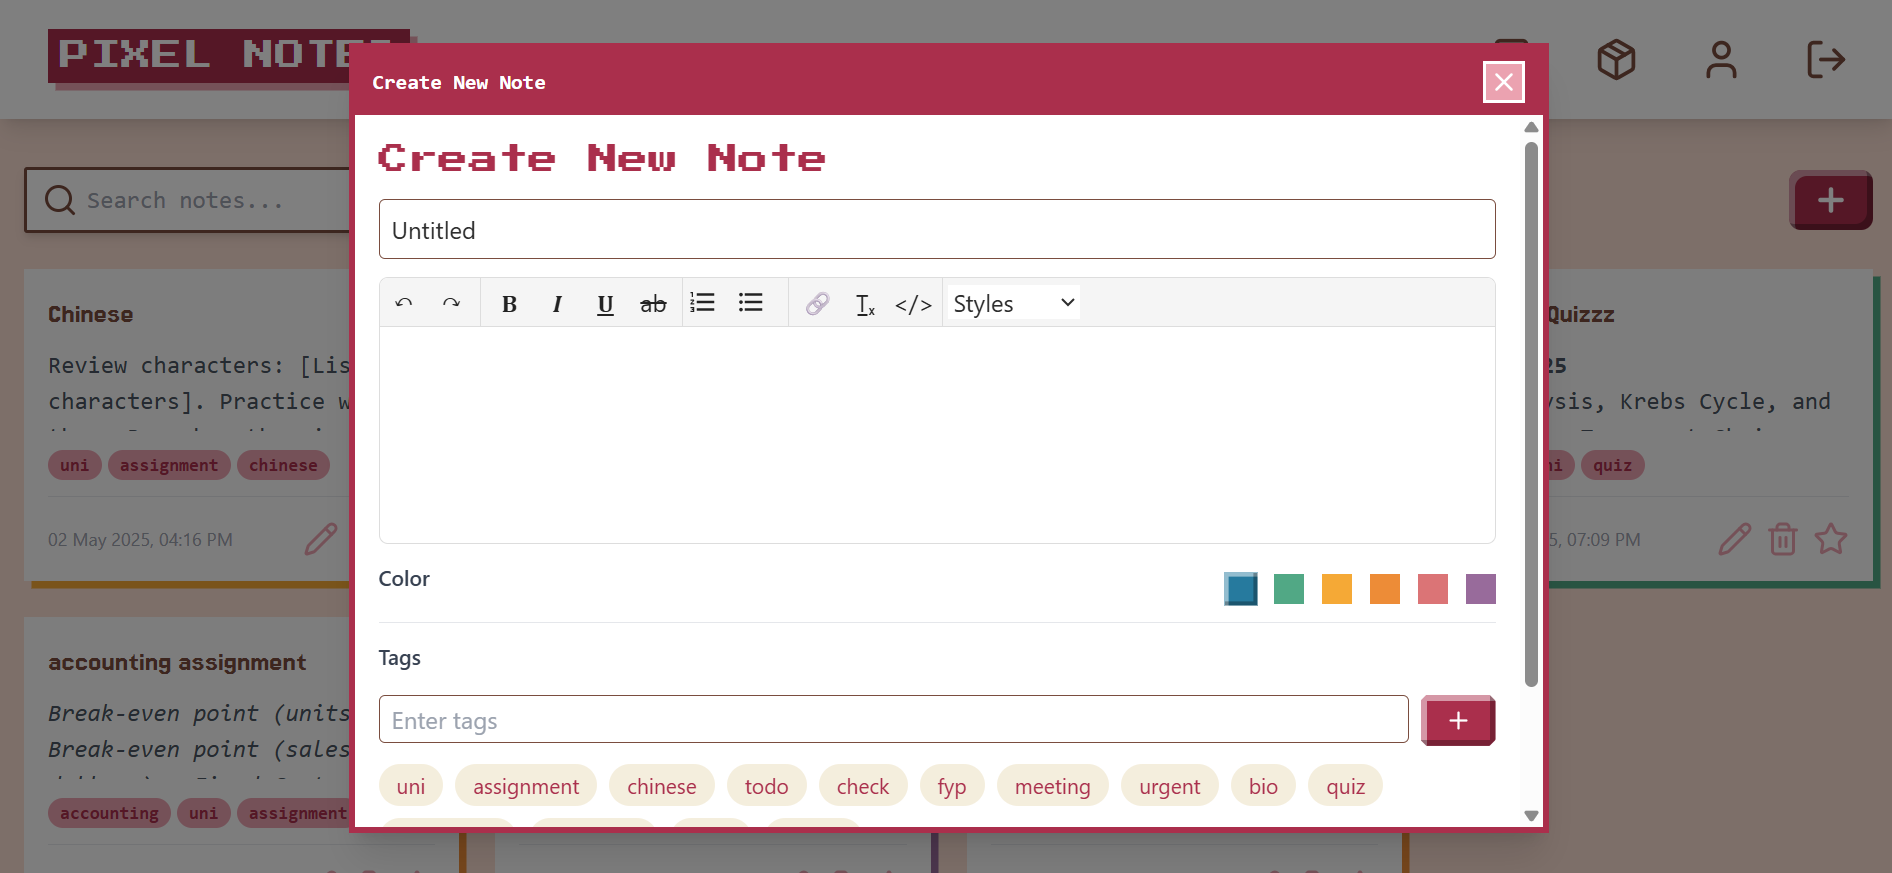 PIXEL NOTE
Create New Note
Create New Note
Search notes...
Untitled
B I U ab Tx </> Styles
Chinese
Quizzz
Review characters: [Lis
25
characters]. Practice w
ysis, Krebs Cycle, and
uni assignment chinese
quiz
02 May 2025, 04:16 PM
5, 07:09 PM
Color
Tags
accounting assignment
Break-even point (units
Enter tags
+
Break-even point (sales
uni assignment chinese todo check fyp meeting urgent bio quiz
accounting uni assignment